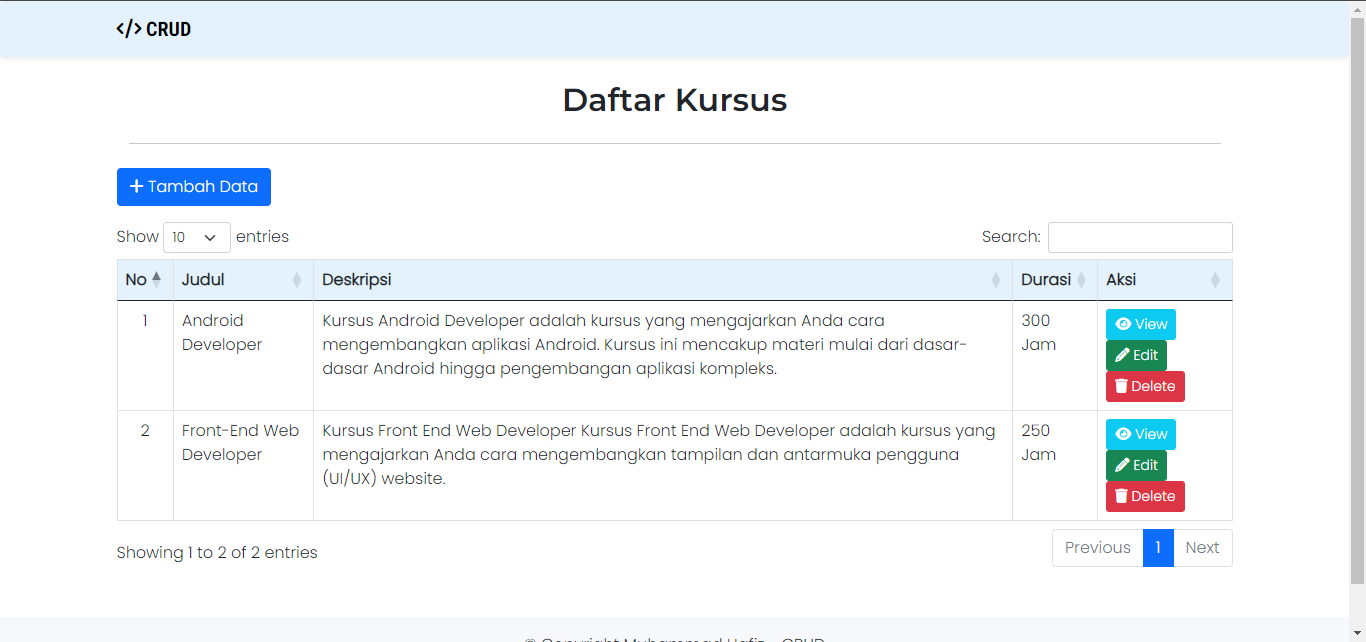 </> CRUD
Daftar Kursus
+ Tambah Data
Show 10 entries
Search:
No Judul Deskripsi Durasi Aksi
1 Android Developer
Kursus Android Developer adalah kursus yang mengajarkan Anda cara
mengembangkan aplikasi Android. Kursus ini mencakup materi mulai dari dasar-
dasar Android hingga pengembangan aplikasi kompleks.
300 Jam
View
Edit
Delete
2 Front-End Web Developer
Kursus Front End Web Developer Kursus Front End Web Developer adalah kursus yang
mengajarkan Anda cara mengembangkan tampilan dan antarmuka pengguna
(UI/UX) website.
250 Jam
View
Edit
Delete
Showing 1 to 2 of 2 entries
Previous 1 Next
© Copyright Muhammad Hafiz - CRUD